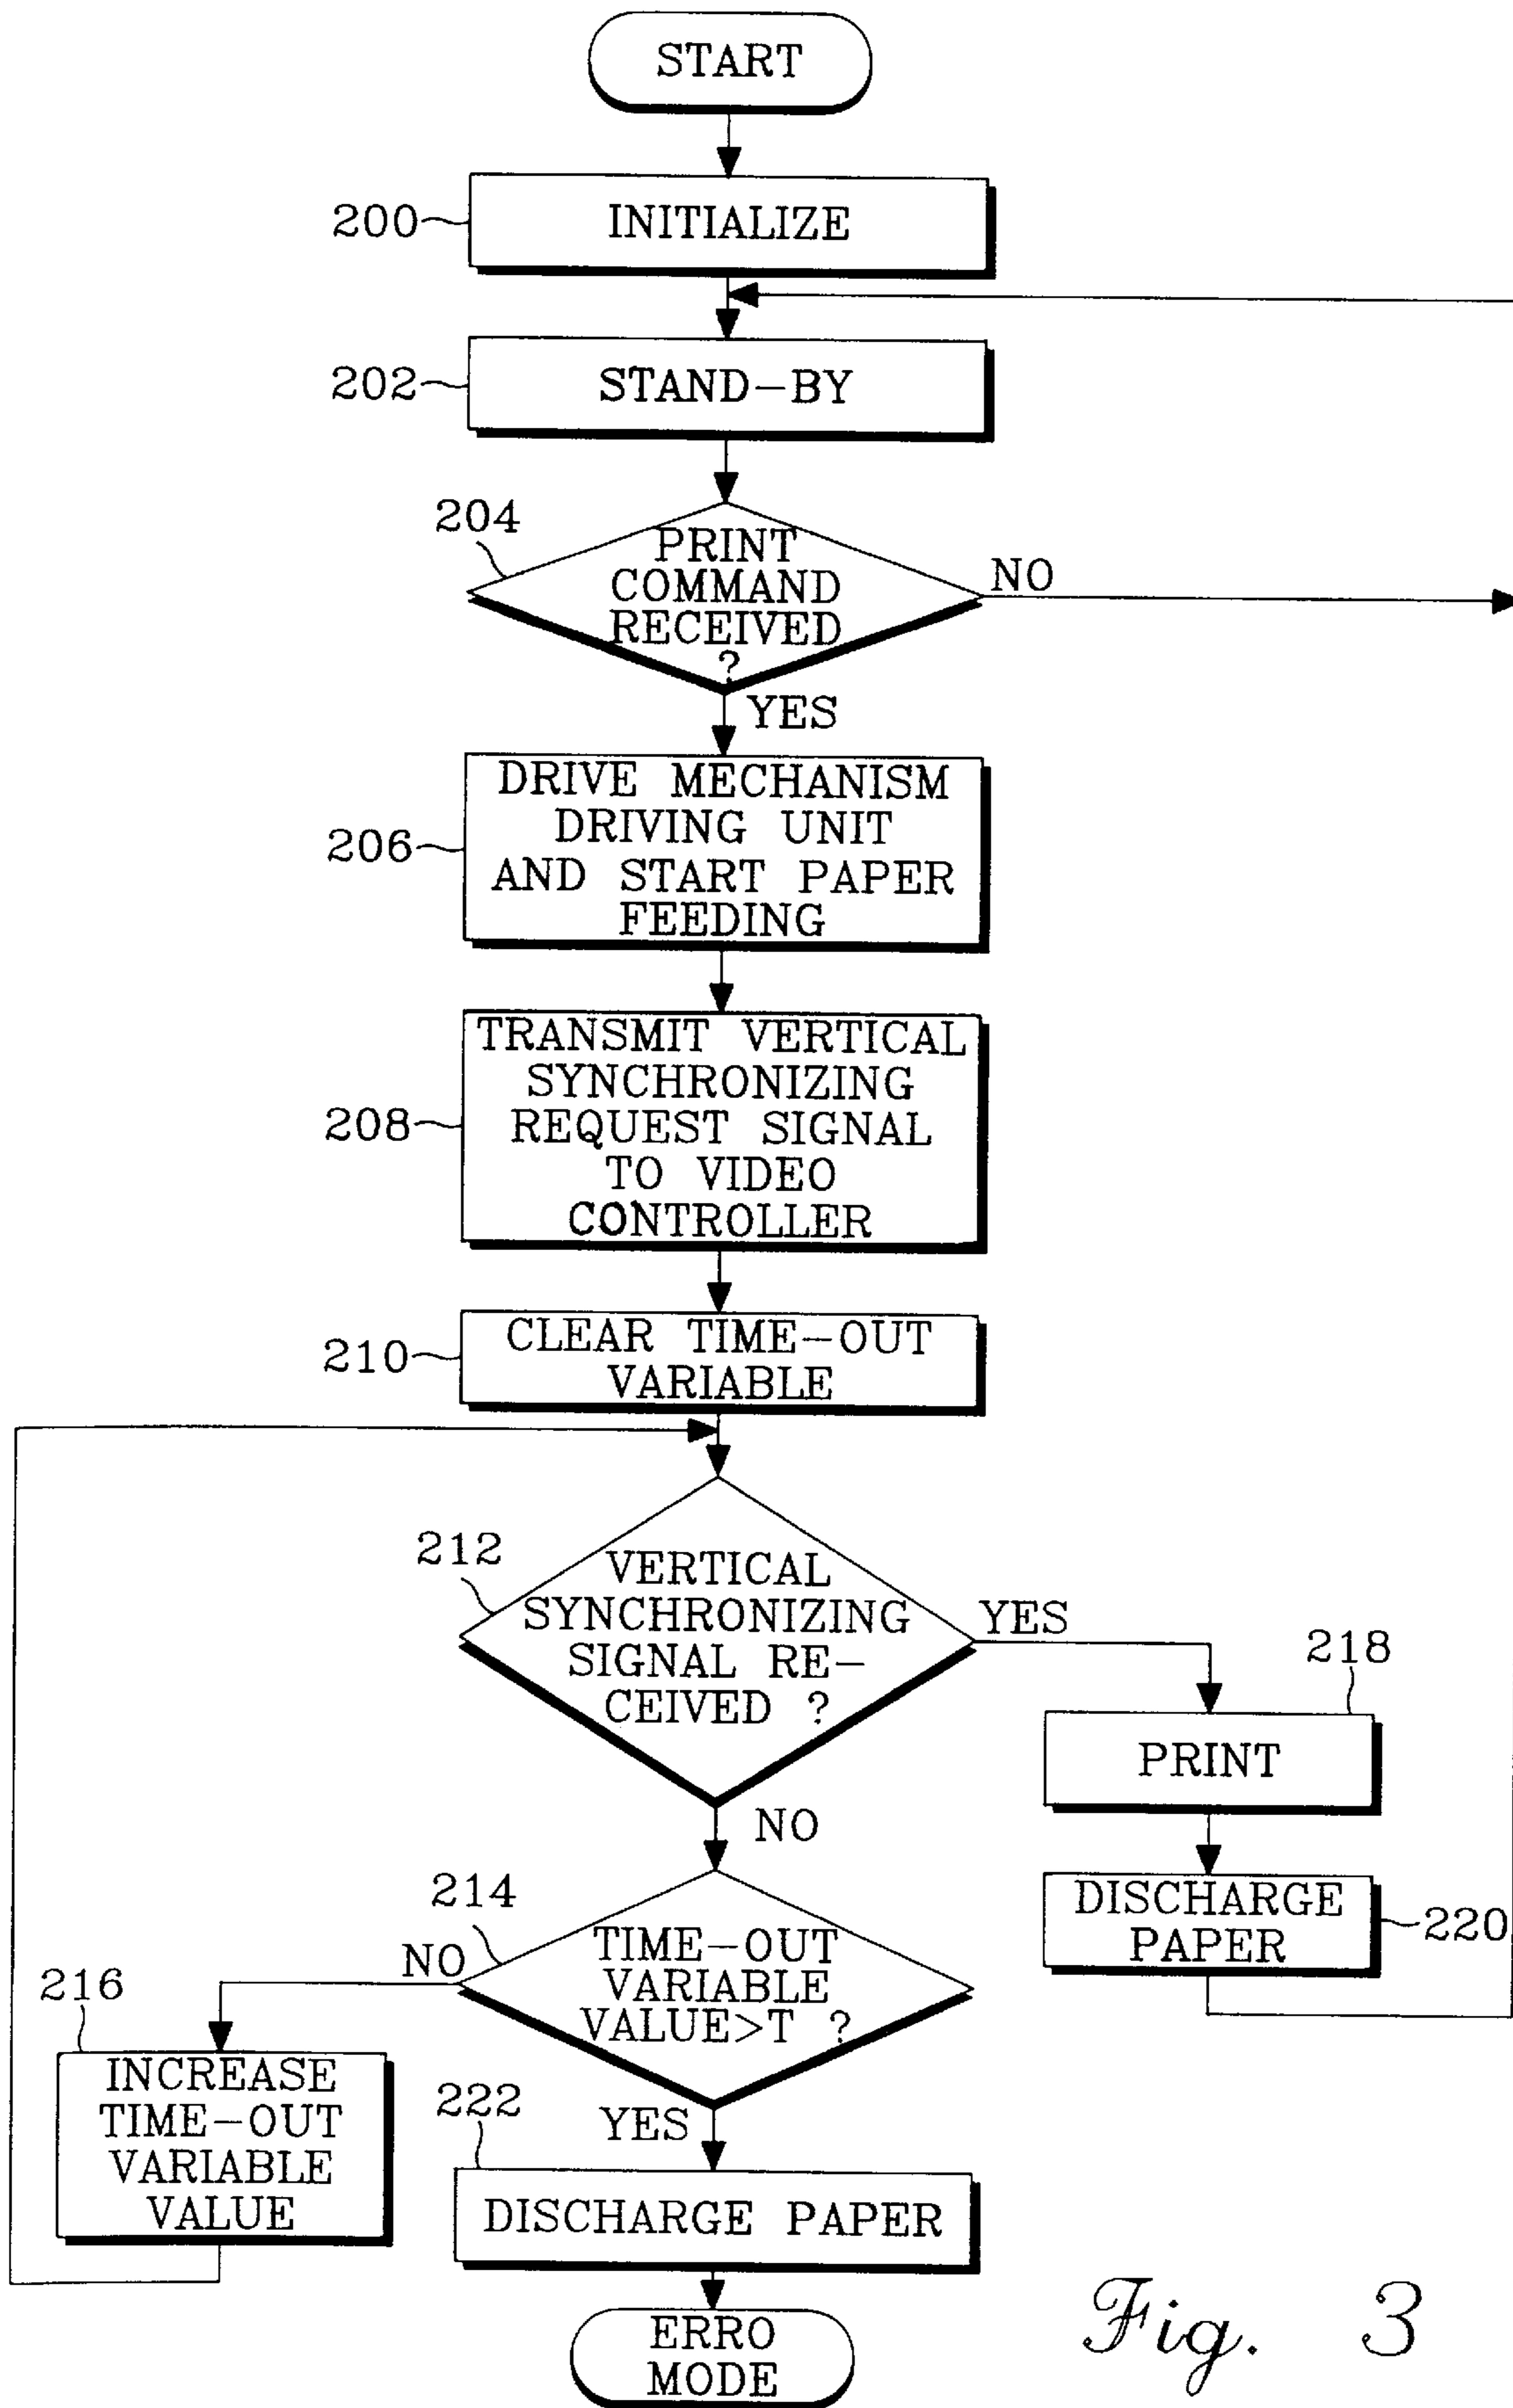 START
200
INITIALIZE
202
STAND-BY
204
PRINT
COMMAND
RECEIVED
?
NO
YES
206
DRIVE MECHANISM
DRIVING UNIT
AND START PAPER
FEEDING
208
TRANSMIT VERTICAL
SYNCHRONIZING
REQUEST SIGNAL
TO VIDEO
CONTROLLER
210
CLEAR TIME-OUT
VARIABLE
212
VERTICAL
SYNCHRONIZING
SIGNAL RE-
CEIVED ?
YES
218
PRINT
NO
DISCHARGE
PAPER
220
214
TIME-OUT
VARIABLE
VALUE>T ?
NO
216
INCREASE
TIME-OUT
VARIABLE
VALUE
YES
222
DISCHARGE PAPER
ERRO
MODE
Fig. 3